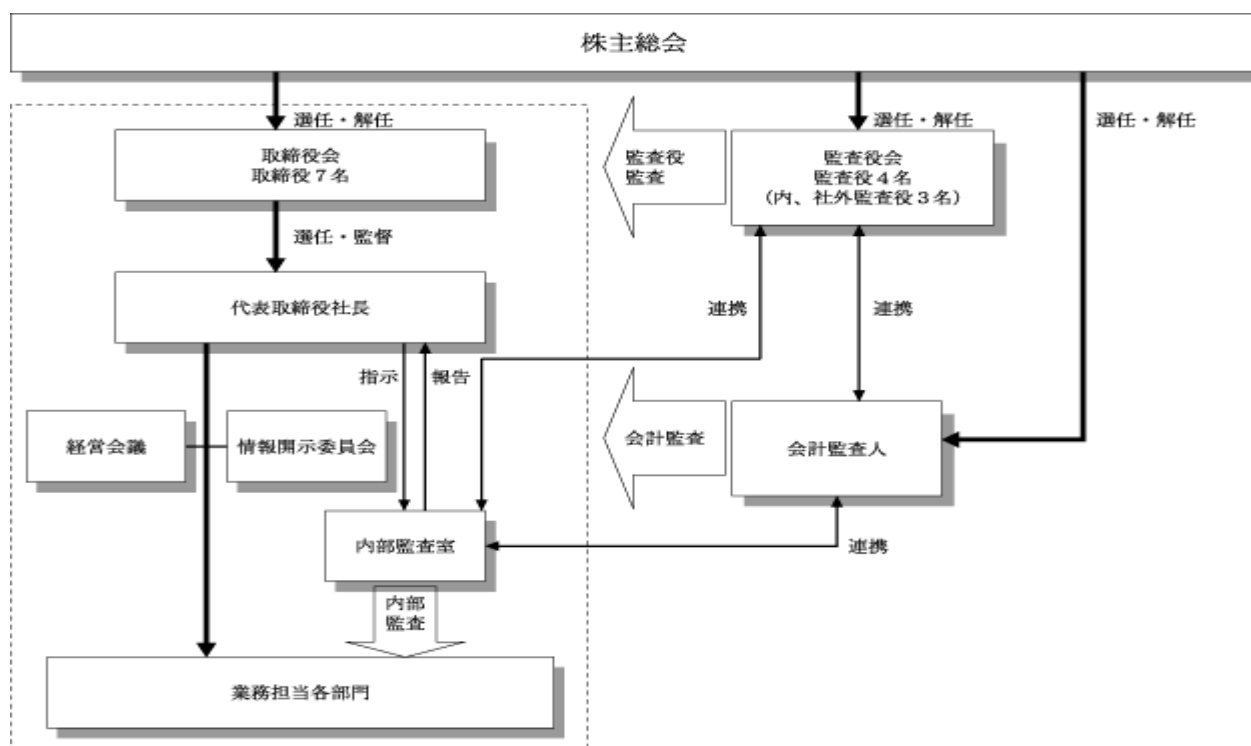 株主総会
選任・解任
選任・解任
選任・解任
取締役会
取締役７名
監査役
監査
監査役会
監査役４名
（内、社外監査役３名）
選任・監督
代表取締役社長
連携
連携
指示
報告
経営会議
情報開示委員会
会計監査
会計監査人
内部監査室
連携
内部
監査
業務担当各部門